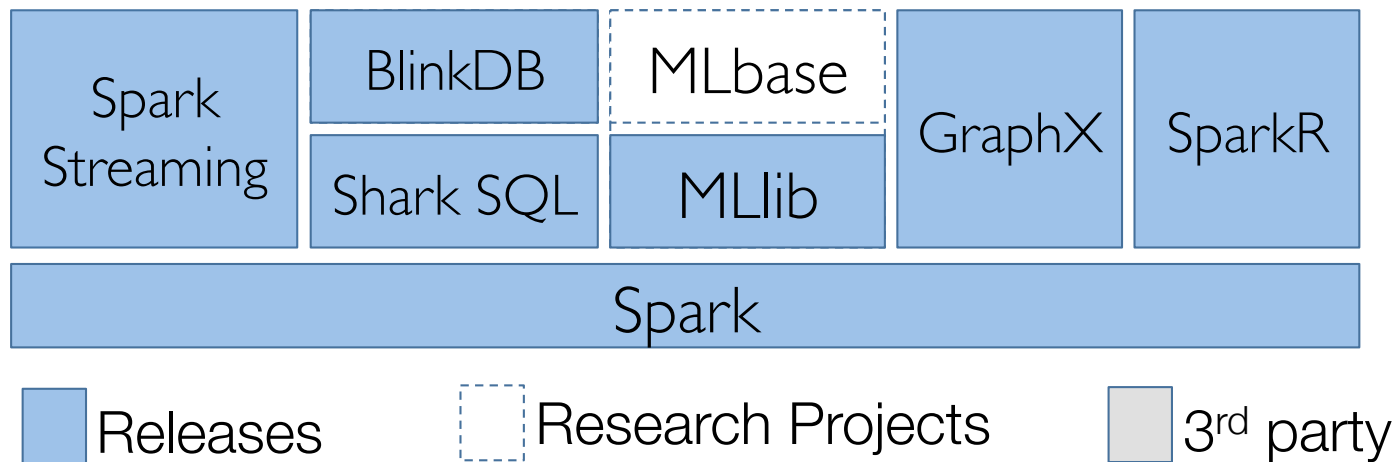 Spark
Streaming
BlinkDB
Shark SQL
MLbase
MLlib
GraphX
SparkR
Spark
Releases
Research Projects
3rd party